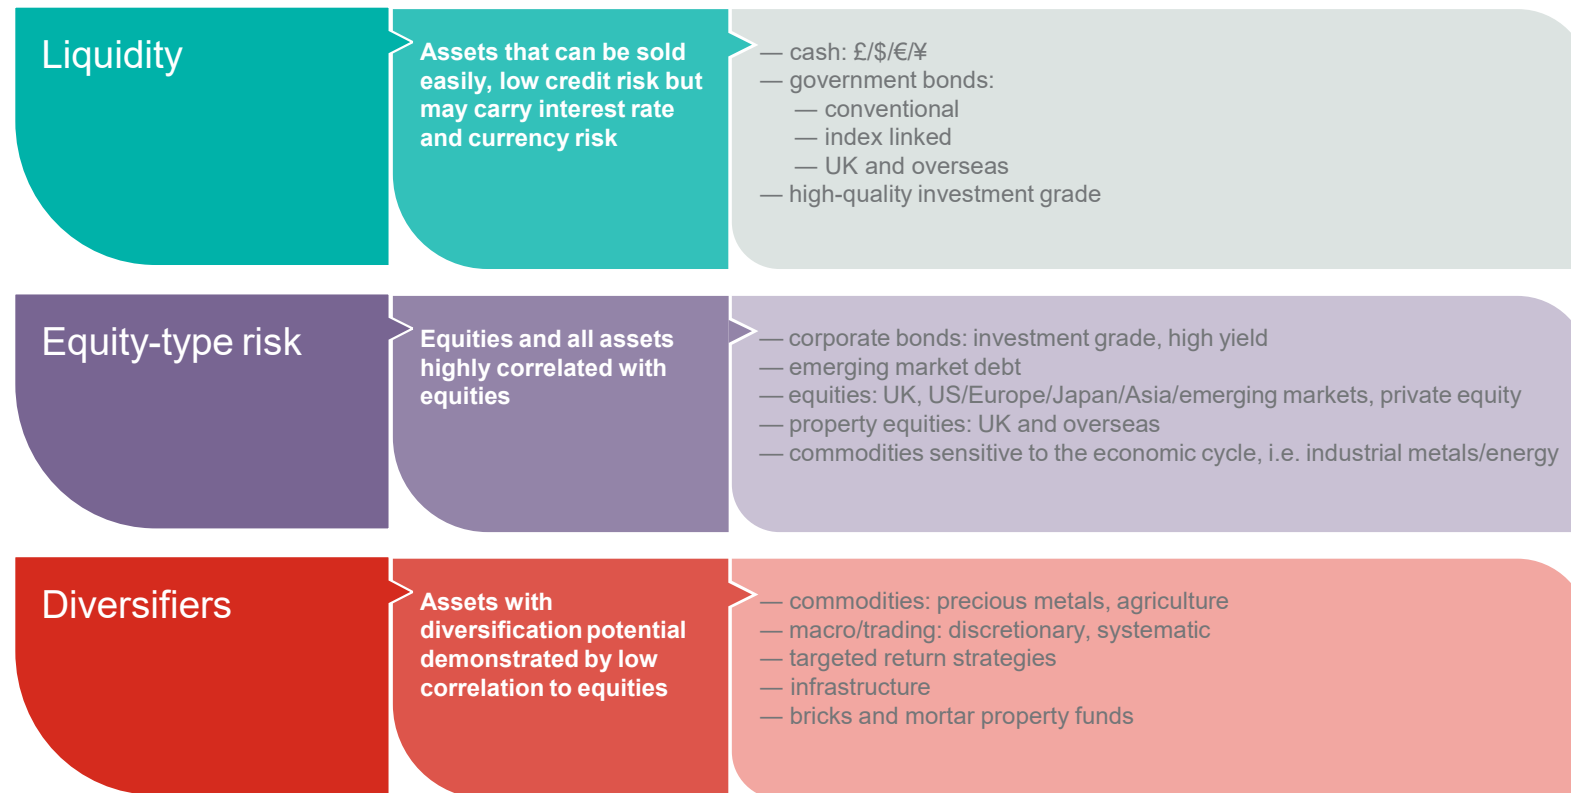 Liquidity
Assets that can be sold
easily, low credit risk but
may carry interest rate
and currency risk
— cash: £/$/€/¥
— government bonds:
— conventional
— index linked
— UK and overseas
— high-quality investment grade
Equity-type risk
Equities and all assets
highly correlated with
equities
— corporate bonds: investment grade, high yield
— emerging market debt
— equities: UK, US/Europe/Japan/Asia/emerging markets, private equity
— property equities: UK and overseas
— commodities sensitive to the economic cycle, i.e. industrial metals/energy
Diversifiers
Assets with
diversification potential
demonstrated by low
correlation to equities
— commodities: precious metals, agriculture
— macro/trading: discretionary, systematic
— targeted return strategies
— infrastructure
— bricks and mortar property funds